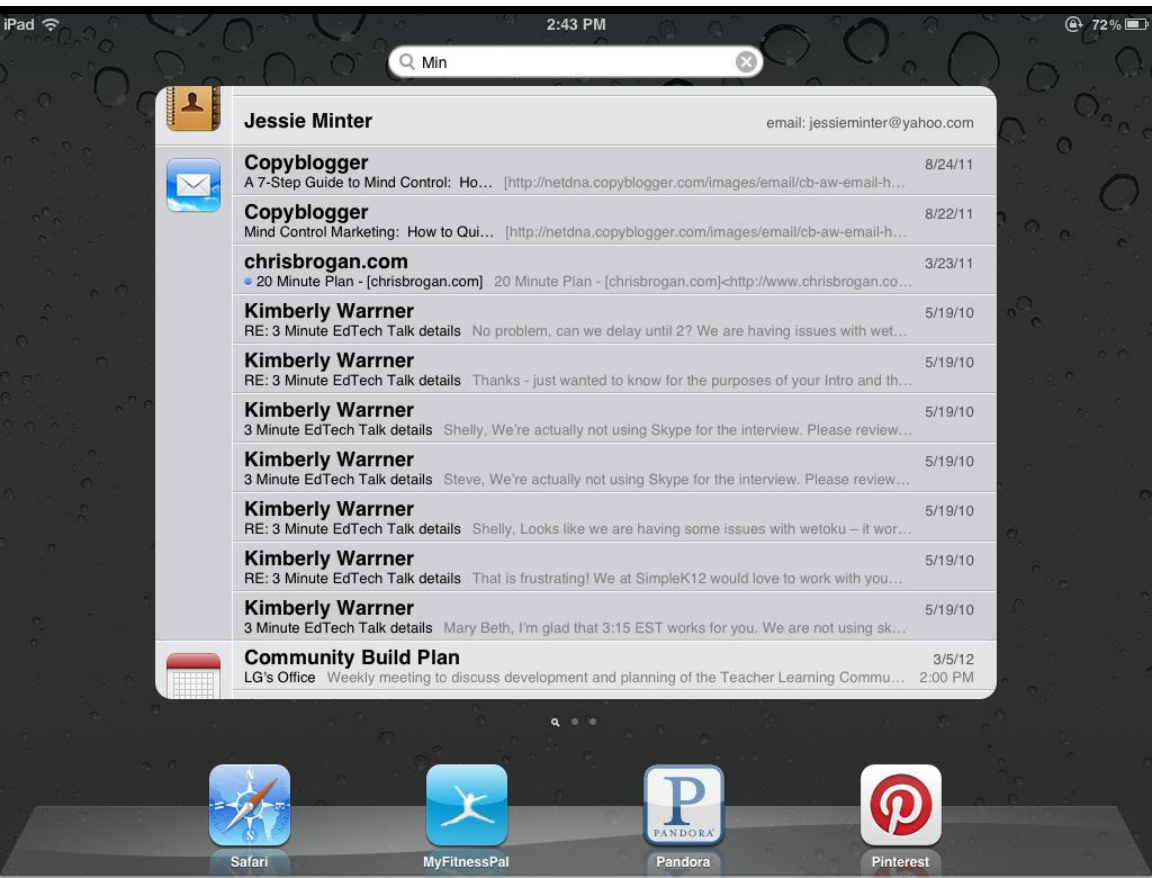 iPad 2:43 PM 72%
Min
Jessie Minter email: jessieminter@yahoo.com
Copyblogger 8/24/11
A 7-Step Guide to Mind Control: Ho... [http://netdna.copyblogger.com/images/email/cb-aw-email-h...
Copyblogger 8/22/11
Mind Control Marketing: How to Qui... [http://netdna.copyblogger.com/images/email/cb-aw-email-h...
chrisbrogan.com 3/23/11
20 Minute Plan - [chrisbrogan.com] 20 Minute Plan - [chrisbrogan.com]<http://www.chrisbrogan.co...
Kimberly Warrner 5/19/10
RE: 3 Minute EdTech Talk details No problem, can we delay until 2? We are having issues with wet...
Kimberly Warrner 5/19/10
RE: 3 Minute EdTech Talk details Thanks - just wanted to know for the purposes of your Intro and th...
Kimberly Warrner 5/19/10
3 Minute EdTech Talk details Shelly, We're actually not using Skype for the interview. Please review...
Kimberly Warrner 5/19/10
3 Minute EdTech Talk details Steve, We're actually not using Skype for the interview. Please review...
Kimberly Warrner 5/19/10
RE: 3 Minute EdTech Talk details Shelly, Looks like we are having some issues with wetoku – it wor...
Kimberly Warrner 5/19/10
RE: 3 Minute EdTech Talk details That is frustrating! We at SimpleK12 would love to work with you...
Kimberly Warrner 5/19/10
3 Minute EdTech Talk details Mary Beth, I'm glad that 3:15 EST works for you. We are not using sk...
Community Build Plan 3/5/12
LG's Office Weekly meeting to discuss development and planning of the Teacher Learning Commu... 2:00 PM
P
PANDORA
Safari MyFitnessPal Pandora Pinterest